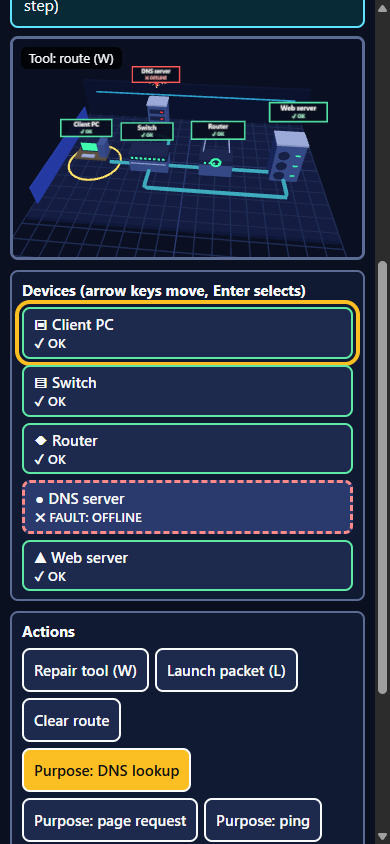 step)
Tool: route (W)
DNS server
✕ OFFLINE
Client PC
✓ OK
Switch
✓ OK
Router
✓ OK
Web server
✓ OK
Devices (arrow keys move, Enter selects)
Client PC
✓ OK
Switch
✓ OK
Router
✓ OK
DNS server
✕ FAULT: OFFLINE
Web server
✓ OK
Actions
Repair tool (W)
Launch packet (L)
Clear route
Purpose: DNS lookup
Purpose: page request
Purpose: ping